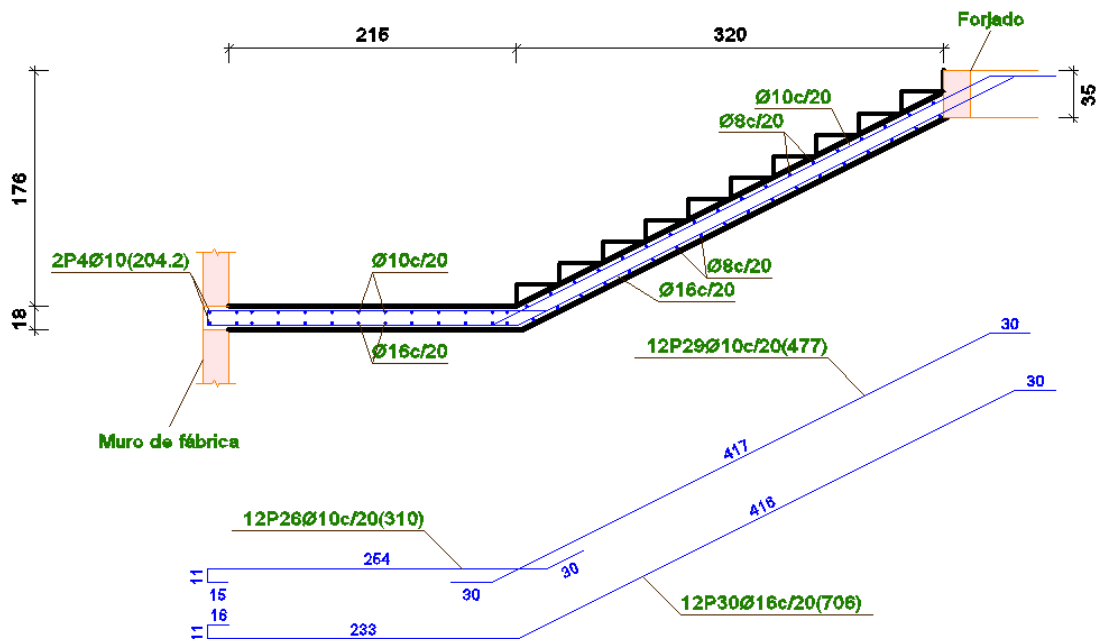 Forjado
215
320
35
Ø10c/20
Ø8c/20
176
2P4Ø10(204.2)
Ø10c/20
Ø8c/20
Ø16c/20
18
Ø16c/20
30
12P29Ø10c/20(477)
30
Muro de fábrica
417
416
12P26Ø10c/20(310)
254
30
11
15
30
12P30Ø16c/20(706)
16
11
233